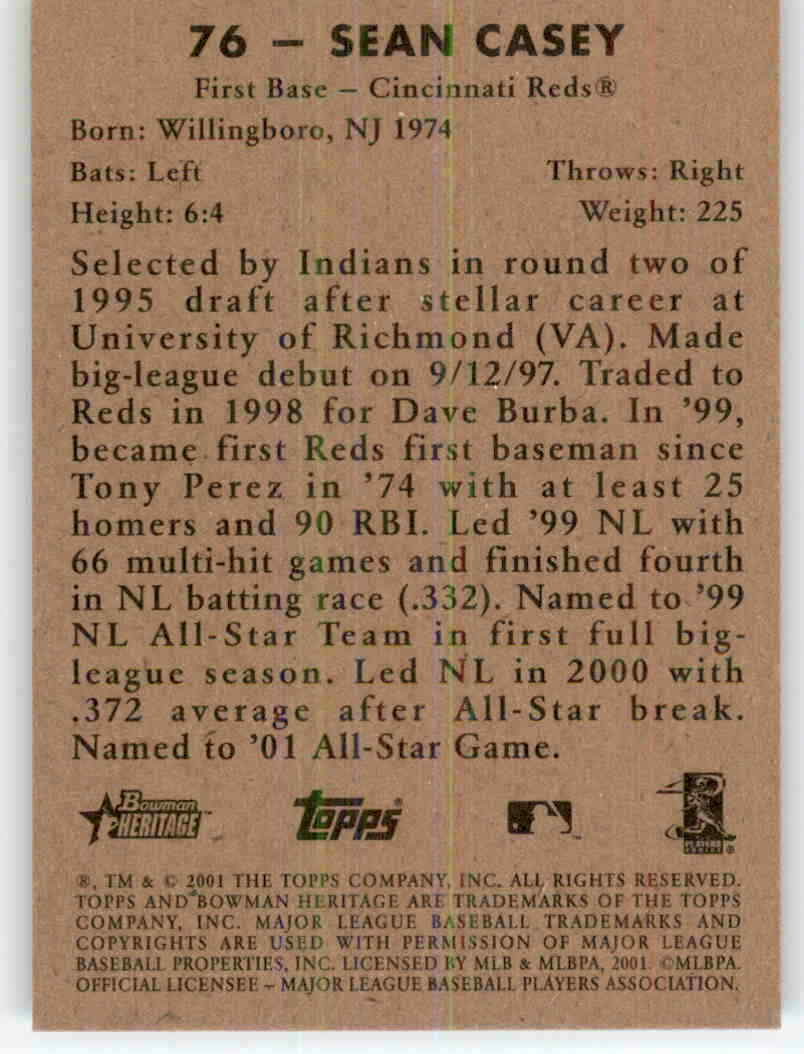 76 – SEAN CASEY
First Base – Cincinnati Reds®
Born: Willingboro, NJ 1974
Bats: Left Throws: Right
Height: 6:4 Weight: 225
Selected by Indians in round two of
1995 draft after stellar career at
University of Richmond (VA). Made
big-league debut on 9/12/97. Traded to
Reds in 1998 for Dave Burba. In ’99,
became first Reds first baseman since
Tony Perez in ’74 with at least 25
homers and 90 RBI. Led ’99 NL with
66 multi-hit games and finished fourth
in NL batting race (.332). Named to ’99
NL All-Star Team in first full big-
league season. Led NL in 2000 with
.372 average after All-Star break.
Named to ’01 All-Star Game.
Bowman HERITAGE™ topps® PLAYERS CHOICE®
®, TM & © 2001 THE TOPPS COMPANY, INC. ALL RIGHTS RESERVED.
TOPPS AND BOWMAN HERITAGE ARE TRADEMARKS OF THE TOPPS
COMPANY, INC. MAJOR LEAGUE BASEBALL TRADEMARKS AND
COPYRIGHTS ARE USED WITH PERMISSION OF MAJOR LEAGUE
BASEBALL PROPERTIES, INC. LICENSED BY MLB & MLBPA, 2001. ©MLBPA.
OFFICIAL LICENSEE – MAJOR LEAGUE BASEBALL PLAYERS ASSOCIATION.